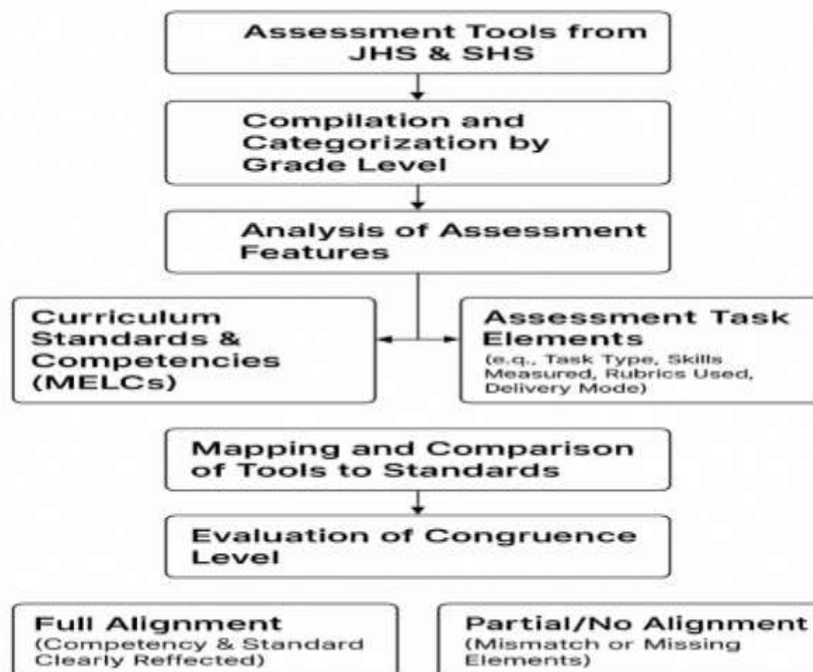 Assessment Tools from
JHS & SHS
Compilation and
Categorization by
Grade Level
Analysis of Assessment
Features
Curriculum
Standards &
Competencies
(MELCs)
Assessment Task
Elements
(e.q., Task Type, Skills
Measured, Rubrics Used,
Delivery Mode)
Mapping and Comparison
of Tools to Standards
Evaluation of Congruence
Level
Full Alignment
(Competency & Standard
Clearly Reffected)
Partial/No Alignment
(Mismatch or Missing
Elements)